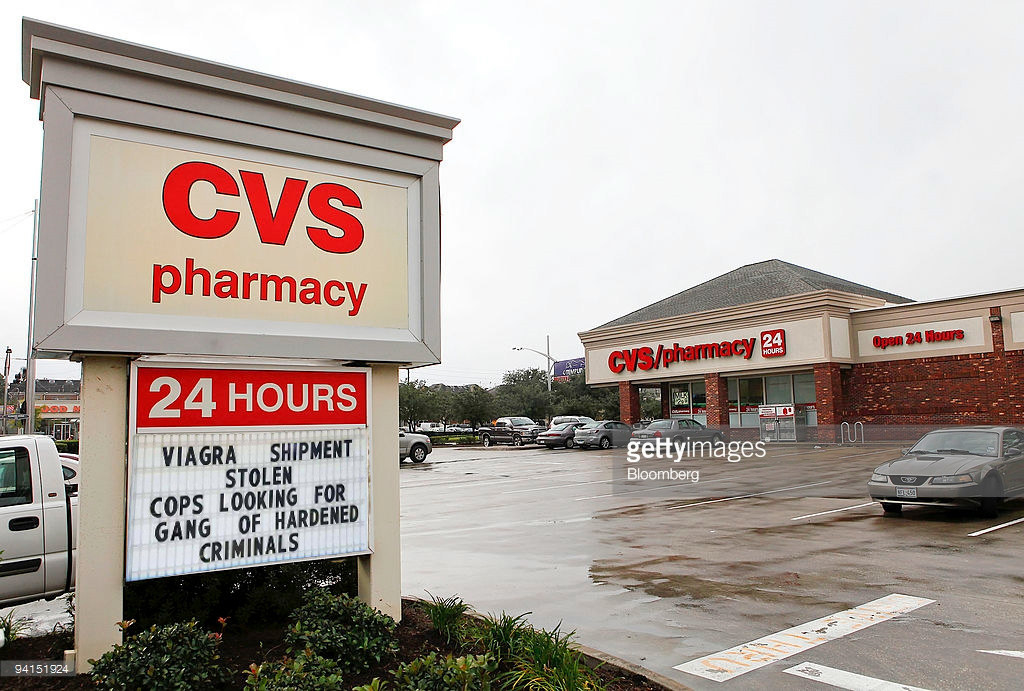 CVS
pharmacy
24 HOURS
VIAGRA SHIPMENT
STOLEN
COPS LOOKING FOR
GANG OF HARDENED
CRIMINALS
CVS/pharmacy
24
HOURS
Open 24 Hours
gettyimages
Bloomberg
94151924